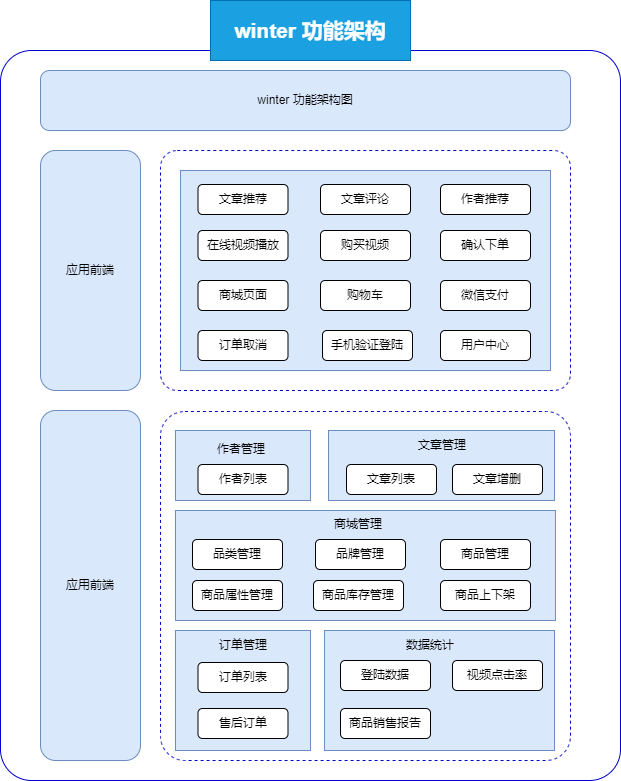 winter 功能架构
winter 功能架构图
应用前端
文章推荐
文章评论
作者推荐
在线视频播放
购买视频
确认下单
商城页面
购物车
微信支付
订单取消
手机验证登陆
用户中心
应用前端
作者管理
作者列表
文章管理
文章列表
文章增删
商城管理
品类管理
品牌管理
商品管理
商品属性管理
商品库存管理
商品上下架
订单管理
订单列表
售后订单
数据统计
登陆数据
视频点击率
商品销售报告